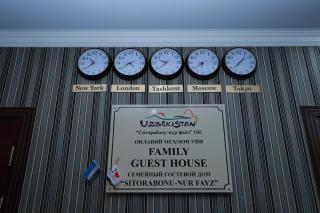 New York London Tashkent Moscow Tokyo
UZBEKISTAN
"Ситорабону-нур файз" ОК
ОИЛАВИЙ МЕҲМОН УЙИ
FAMILY
GUEST HOUSE
СЕМЕЙНЫЙ ГОСТЕВОЙ ДОМ
"SITORABONU-NUR FAYZ"